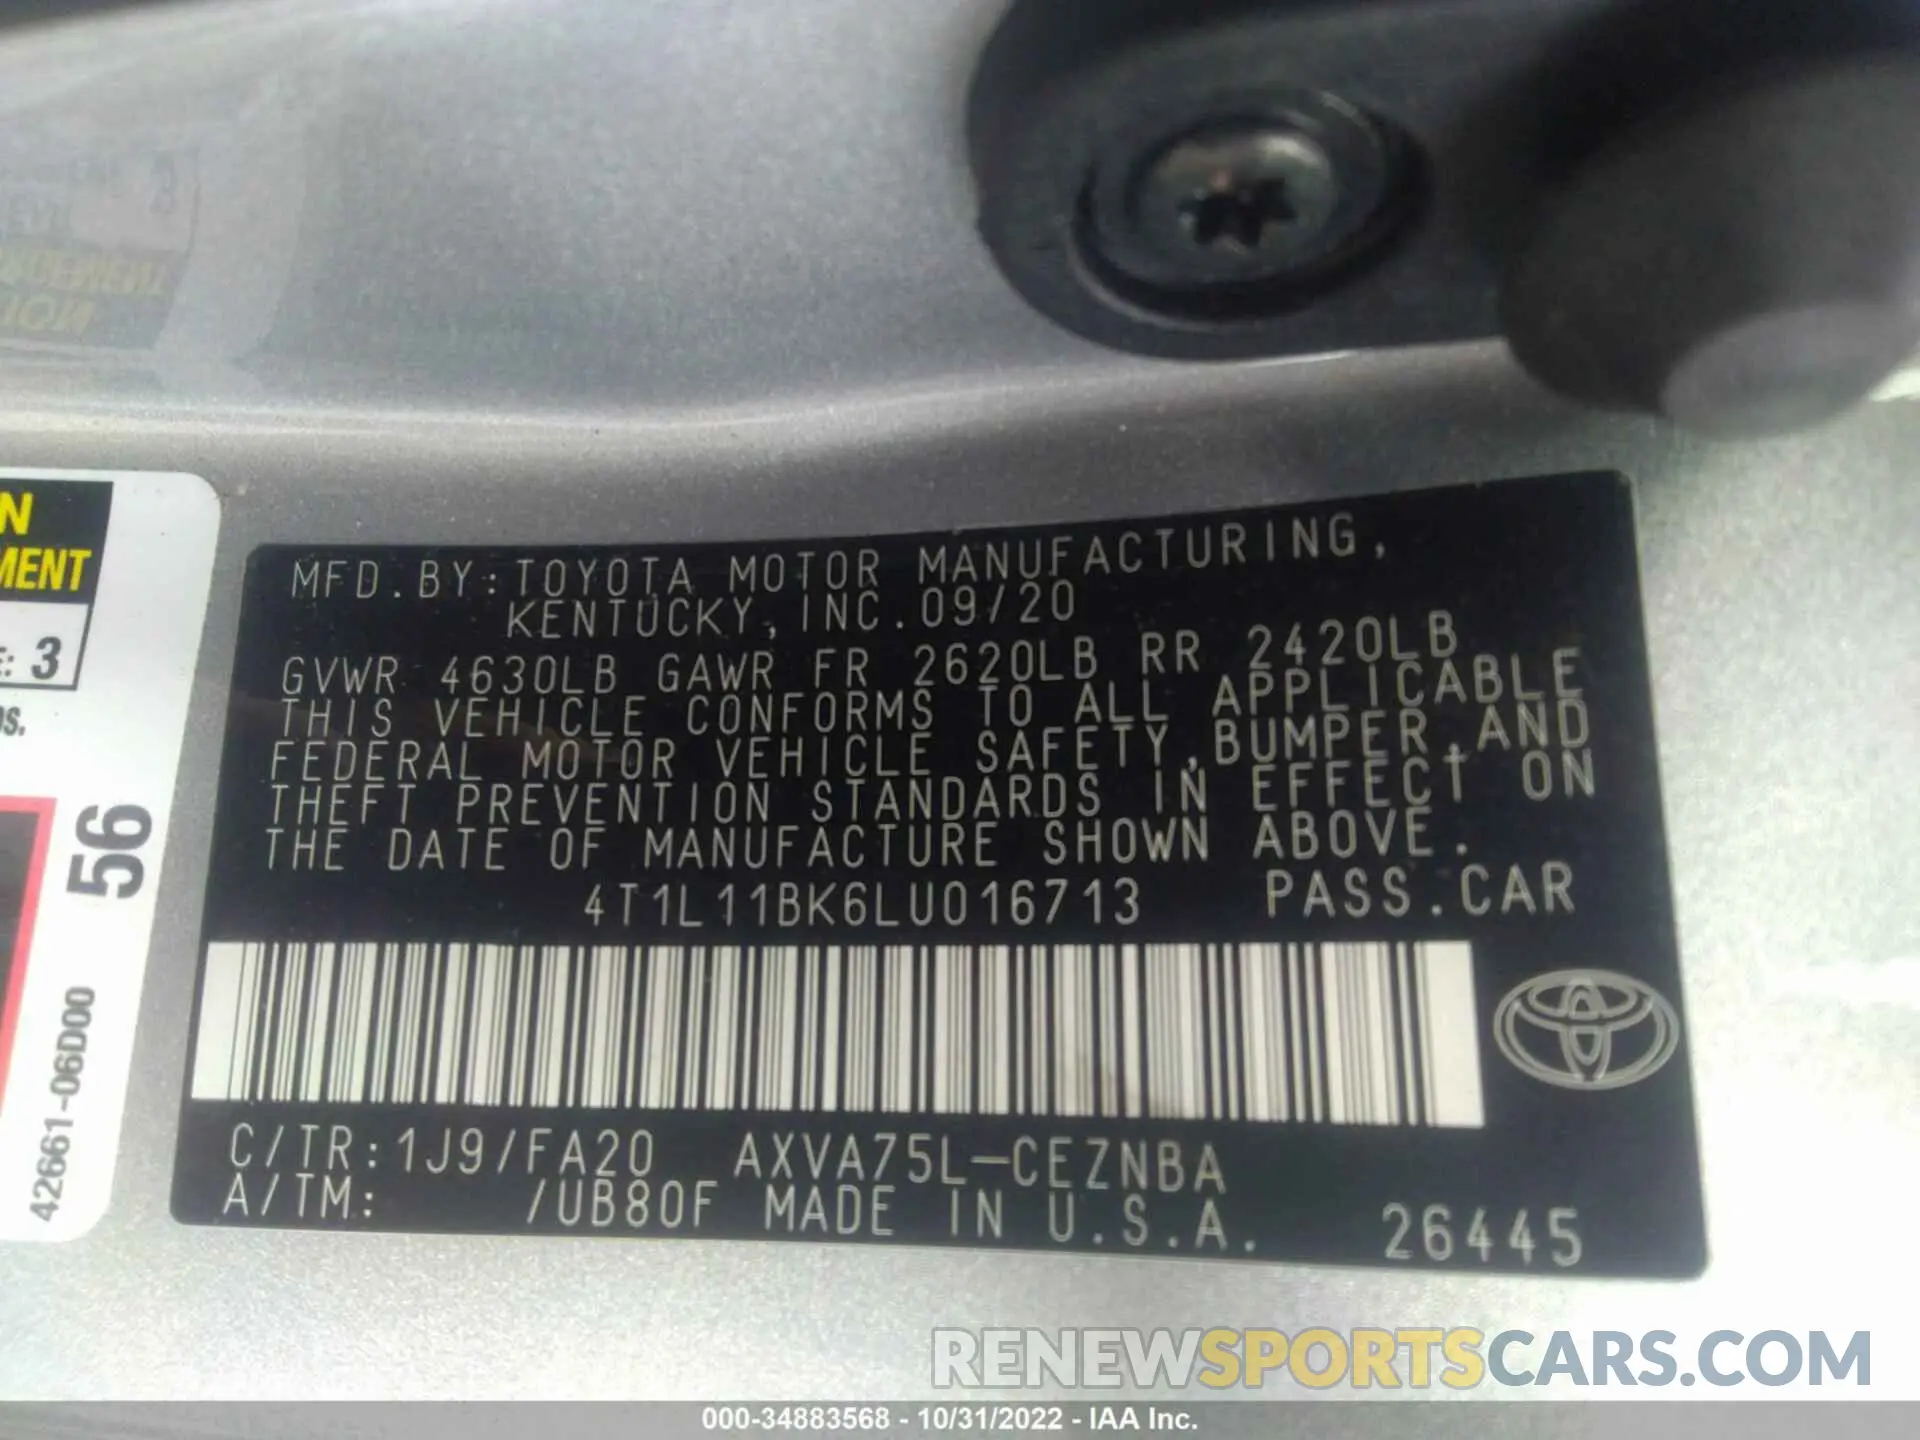 N
MENT
E: 3
os.
56
42661-06D00
MFD.BY:TOYOTA MOTOR MANUFACTURING,
KENTUCKY,INC.09/20
GVWR 4630LB GAWR FR 2620LB RR 2420LB
THIS VEHICLE CONFORMS TO ALL APPLICABLE
FEDERAL MOTOR VEHICLE SAFETY,BUMPER,AND
THEFT PREVENTION STANDARDS IN EFFECT ON
THE DATE OF MANUFACTURE SHOWN ABOVE.
4T1L11BK6LU016713 PASS.CAR
C/TR:1J9/FA20 AXVA75L-CEZNBA
A/TM: /UB80F MADE IN U.S.A. 26445
RENEWSPORTSCARS.COM
000-34883568 - 10/31/2022 - IAA Inc.